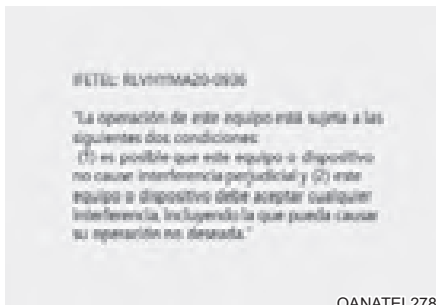 IFETEL: RLVHYMA20-0936
"La operación de este equipo está sujeta a las
siguientes dos condiciones:
(1) es posible que este equipo o dispositivo
no cause interferencia perjudicial y (2) este
equipo o dispositivo debe aceptar cualquier
interferencia, incluyendo la que pueda causar
su operación no deseada."
OANATEL278